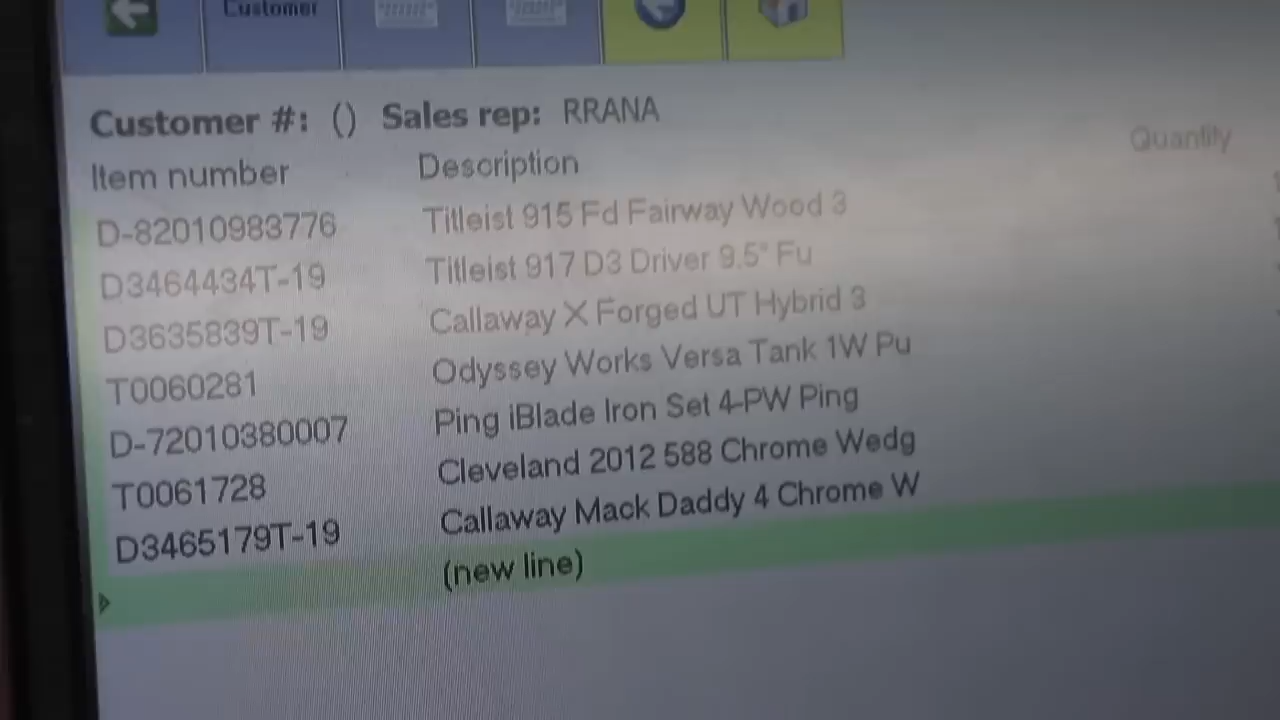 Customer
Customer #: () Sales rep: RRANA
Item number Description Quantity
D-82010983776 Titleist 915 Fd Fairway Wood 3
D3464434T-19 Titleist 917 D3 Driver 9.5° Fu
D3635839T-19 Callaway X Forged UT Hybrid 3
T0060281 Odyssey Works Versa Tank 1W Pu
D-72010380007 Ping iBlade Iron Set 4-PW Ping
T0061728 Cleveland 2012 588 Chrome Wedg
D3465179T-19 Callaway Mack Daddy 4 Chrome W
(new line)